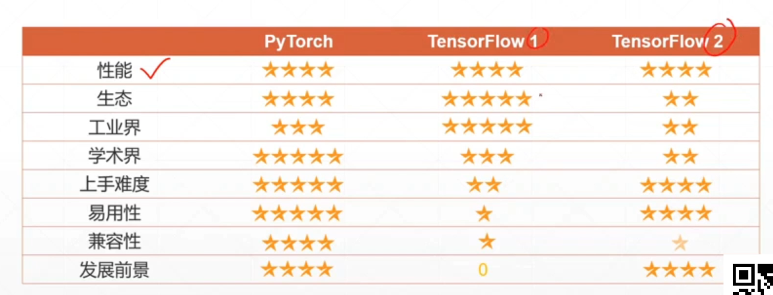 PyTorch TensorFlow 1 TensorFlow 2
性能 ★★★★ ★★★★ ★★★★
生态 ★★★★ ★★★★★ ★★
工业界 ★★★ ★★★★★ ★★
学术界 ★★★★★ ★★★ ★★
上手难度 ★★★★★ ★★ ★★★★
易用性 ★★★★★ ★ ★★★★
兼容性 ★★★★ ★ ★
发展前景 ★★★★ 0 ★★★★